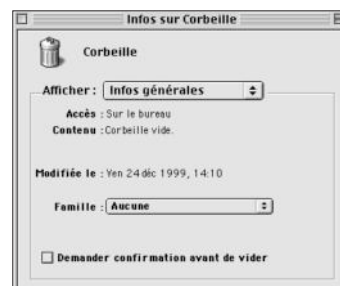 Infos sur Corbeille
Corbeille
Afficher : Infos générales
Accès : Sur le bureau
Contenu : Corbeille vide.
Modifiée le : Ven 24 déc 1999, 14:10
Famille : Aucune
Demander confirmation avant de vider